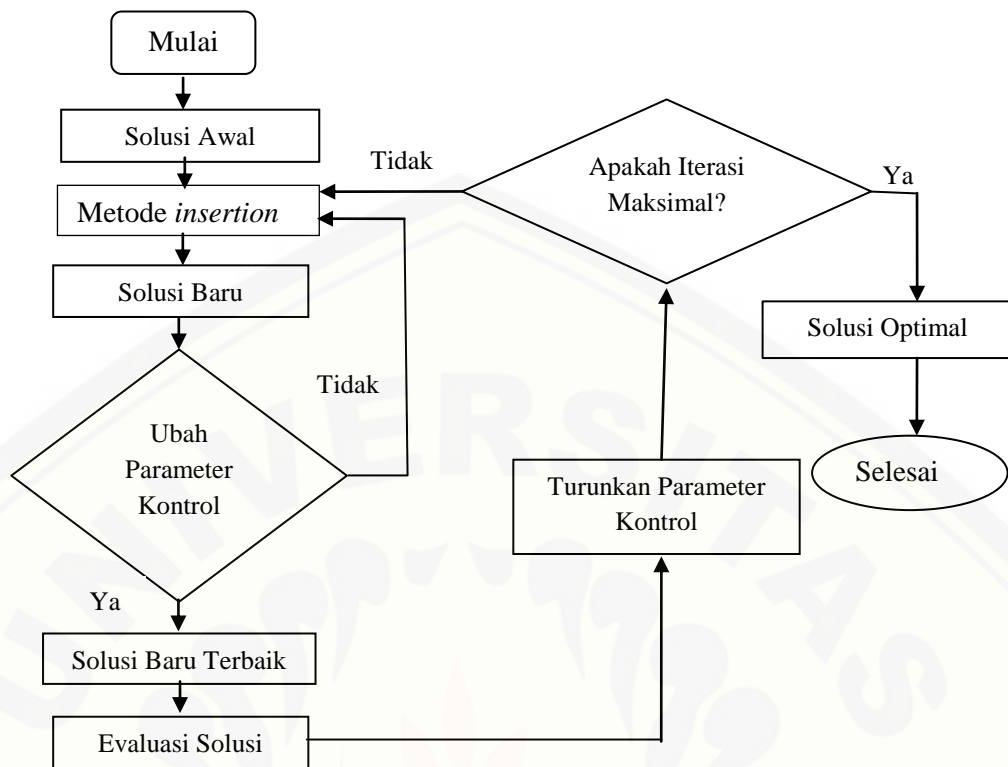 Mulai
Solusi Awal
Metode insertion
Solusi Baru
Ubah
Parameter
Kontrol
Tidak
Ya
Solusi Baru Terbaik
Evaluasi Solusi
Turunkan Parameter
Kontrol
Apakah Iterasi
Maksimal?
Tidak
Ya
Solusi Optimal
Selesai
UNIVERSITAS